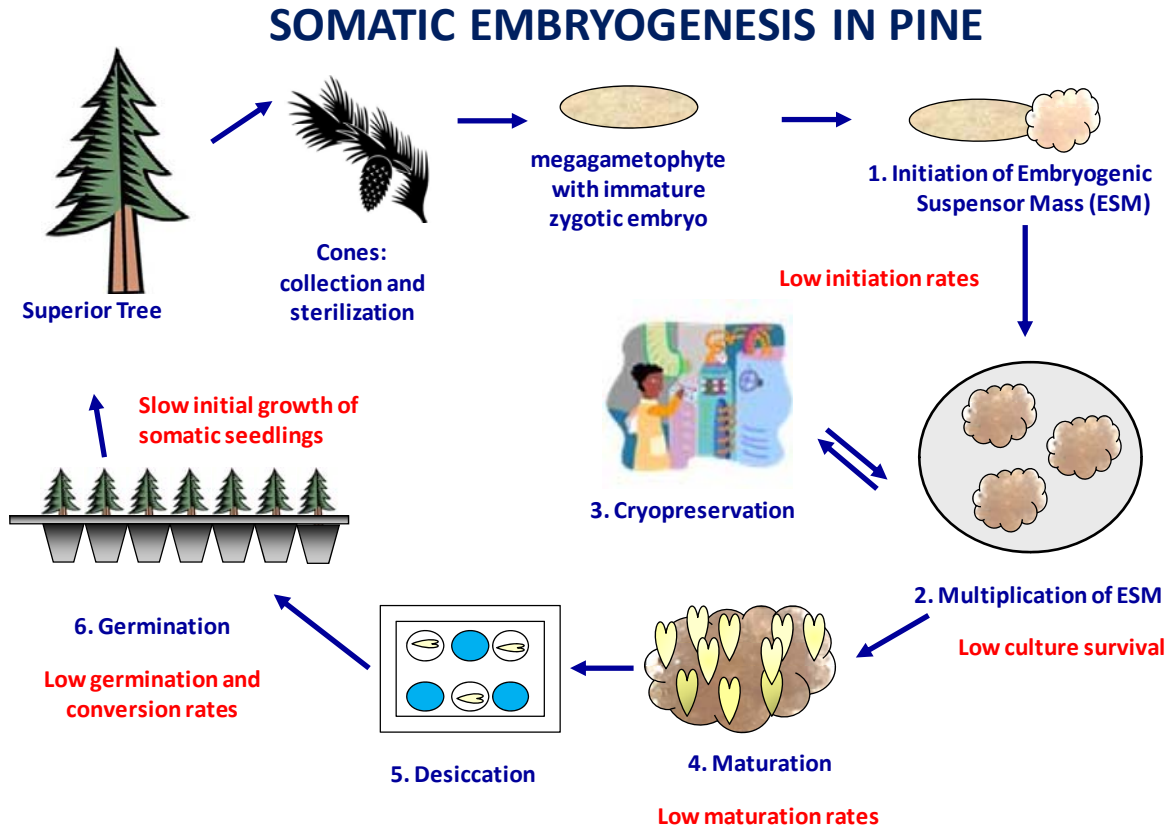 SOMATIC EMBRYOGENESIS IN PINE
Superior Tree
Cones:
collection and
sterilization
megagametophyte
with immature
zygotic embryo
1. Initiation of Embryogenic
Suspensor Mass (ESM)
Low initiation rates
2. Multiplication of ESM
Low culture survival
3. Cryopreservation
4. Maturation
Low maturation rates
5. Desiccation
6. Germination
Low germination and
conversion rates
Slow initial growth of
somatic seedlings